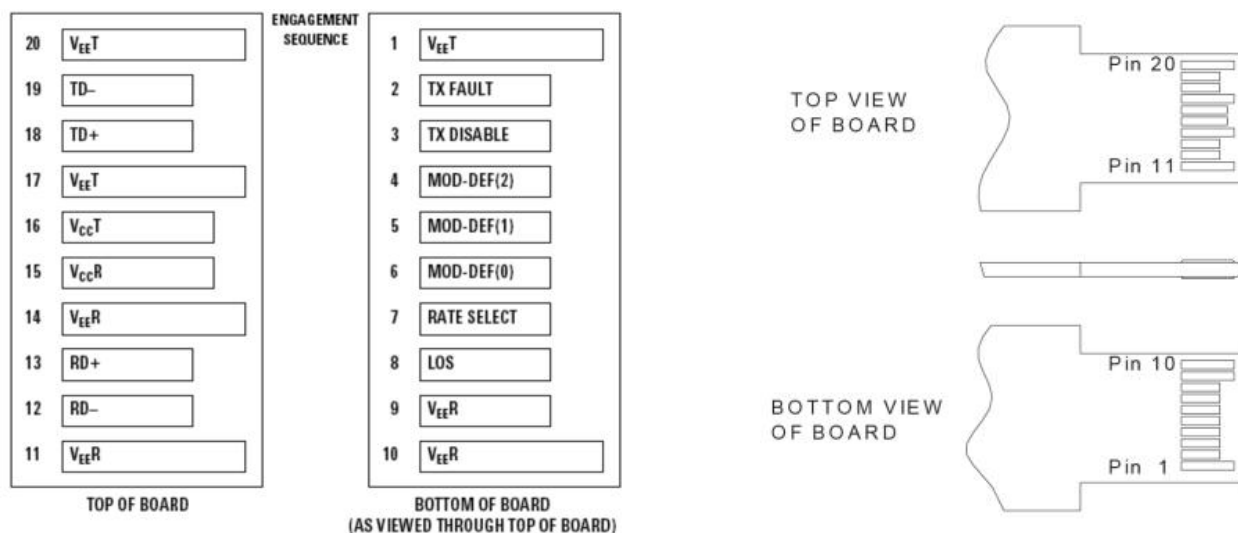 ENGAGEMENT
SEQUENCE
20 VEET
19 TD–
18 TD+
17 VEET
16 VCCT
15 VCCR
14 VEER
13 RD+
12 RD–
11 VEER
TOP OF BOARD
1 VEET
2 TX FAULT
3 TX DISABLE
4 MOD-DEF(2)
5 MOD-DEF(1)
6 MOD-DEF(0)
7 RATE SELECT
8 LOS
9 VEER
10 VEER
BOTTOM OF BOARD
(AS VIEWED THROUGH TOP OF BOARD)
TOP VIEW
OF BOARD
Pin 20
Pin 11
BOTTOM VIEW
OF BOARD
Pin 10
Pin 1